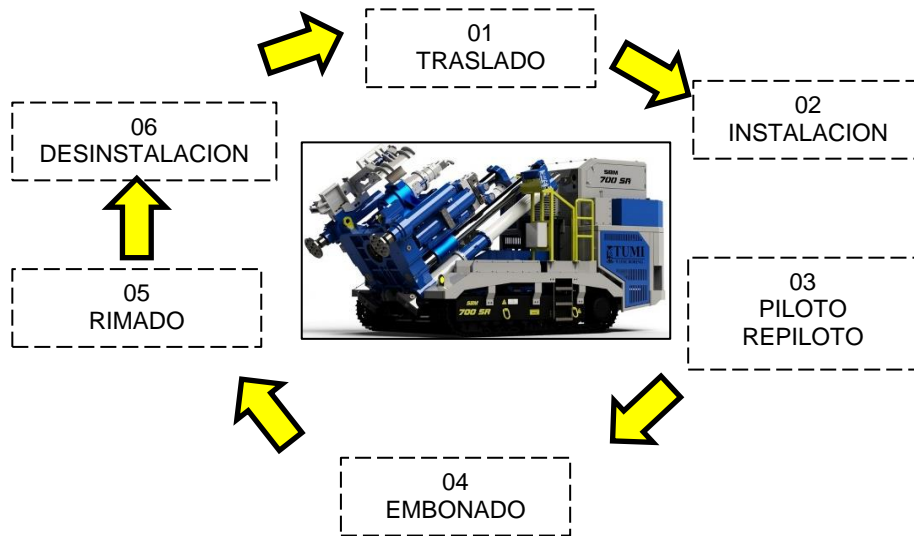 01
TRASLADO
02
INSTALACION
03
PILOTO
REPILOTO
04
EMBONADO
05
RIMADO
06
DESINSTALACION
SBM
700 SR
TUMI
SBM
700 SR